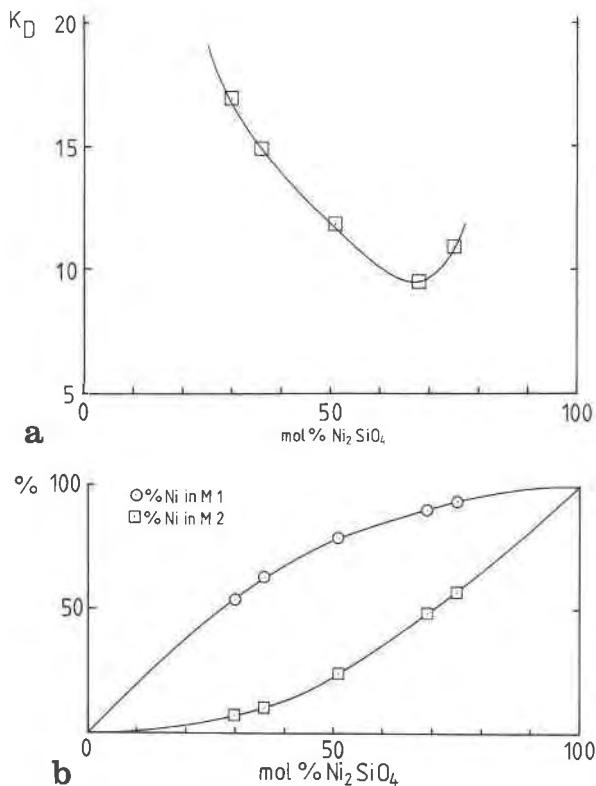 K_D
20
15
10
5
0
50
100
mol % Ni₂SiO₄
a
% 100
⊙ % Ni in M 1
⊡ % Ni in M 2
50
0
50
100
mol % Ni₂SiO₄
b